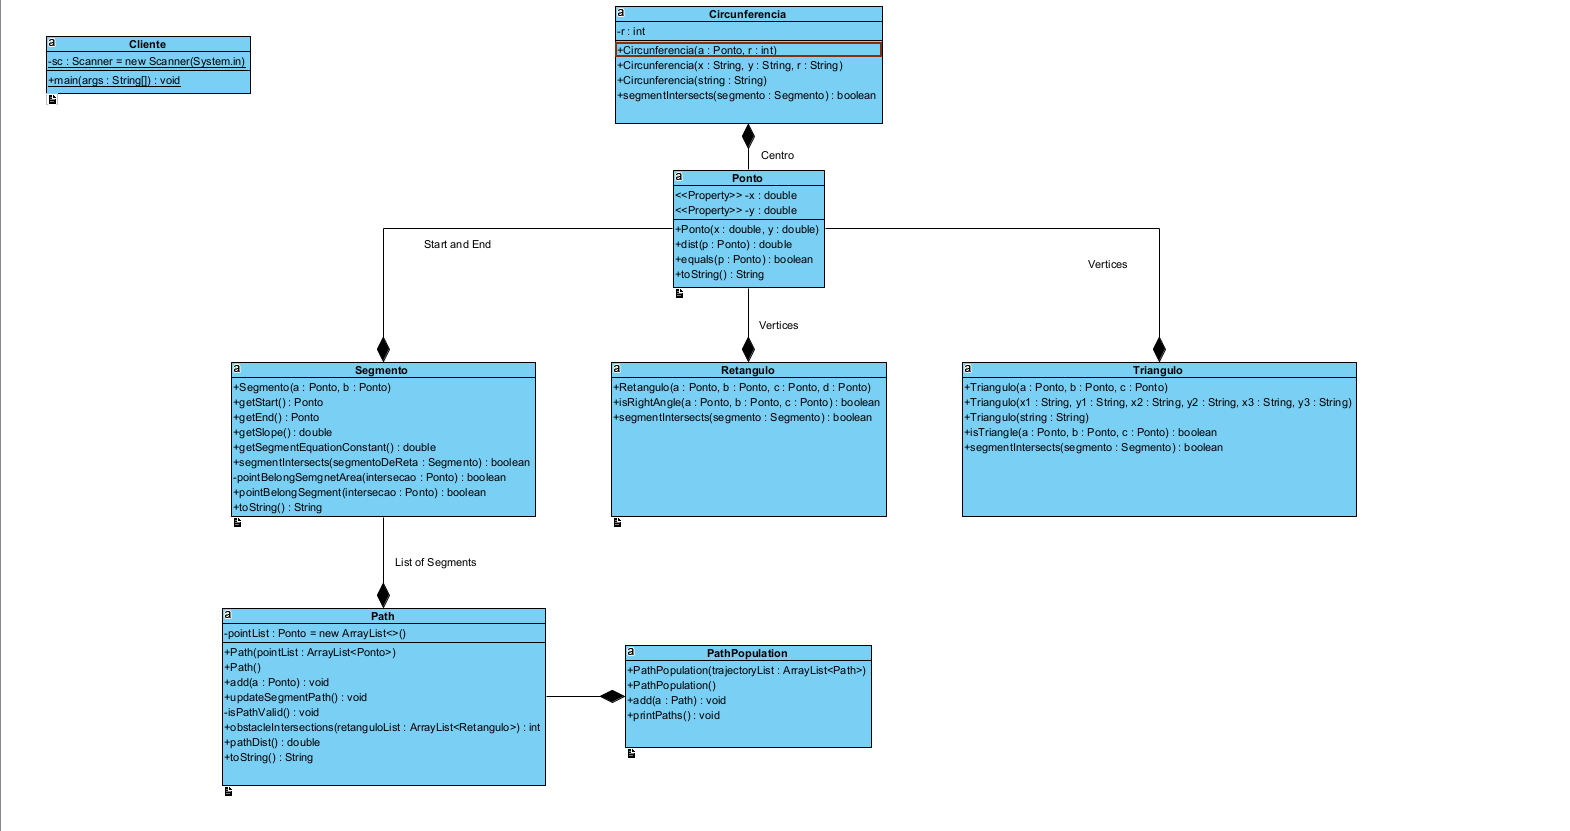 a
Cliente
-sc : Scanner = new Scanner(System.in)
+main(args : String[]) : void
a
Circunferencia
-r : int
+Circunferencia(a : Ponto, r : int)
+Circunferencia(x : String, y : String, r : String)
+Circunferencia(string : String)
+segmentIntersects(segmento : Segmento) : boolean
Centro
a
Ponto
<<Property>> -x : double
<<Property>> -y : double
+Ponto(x : double, y : double)
+dist(p : Ponto) : double
+equals(p : Ponto) : boolean
+toString() : String
Start and End
Vertices
Vertices
a
Segmento
+Segmento(a : Ponto, b : Ponto)
+getStart() : Ponto
+getEnd() : Ponto
+getSlope() : double
+getSegmentEquationConstant() : double
+segmentIntersects(segmentoDeReta : Segmento) : boolean
-pointBelongSemgnetArea(intersecao : Ponto) : boolean
+pointBelongSegment(intersecao : Ponto) : boolean
+toString() : String
a
Retangulo
+Retangulo(a : Ponto, b : Ponto, c : Ponto, d : Ponto)
+isRightAngle(a : Ponto, b : Ponto, c : Ponto) : boolean
+segmentIntersects(segmento : Segmento) : boolean
a
Triangulo
+Triangulo(a : Ponto, b : Ponto, c : Ponto)
+Triangulo(x1 : String, y1 : String, x2 : String, y2 : String, x3 : String, y3 : String)
+Triangulo(string : String)
+isTriangle(a : Ponto, b : Ponto, c : Ponto) : boolean
+segmentIntersects(segmento : Segmento) : boolean
List of Segments
a
Path
-pointList : Ponto = new ArrayList<>()
+Path(pointList : ArrayList<Ponto>)
+Path()
+add(a : Ponto) : void
+updateSegmentPath() : void
-isPathValid() : void
+obstacleIntersections(retanguloList : ArrayList<Retangulo>) : int
+pathDist() : double
+toString() : String
a
PathPopulation
+PathPopulation(trajectoryList : ArrayList<Path>)
+PathPopulation()
+add(a : Path) : void
+printPaths() : void